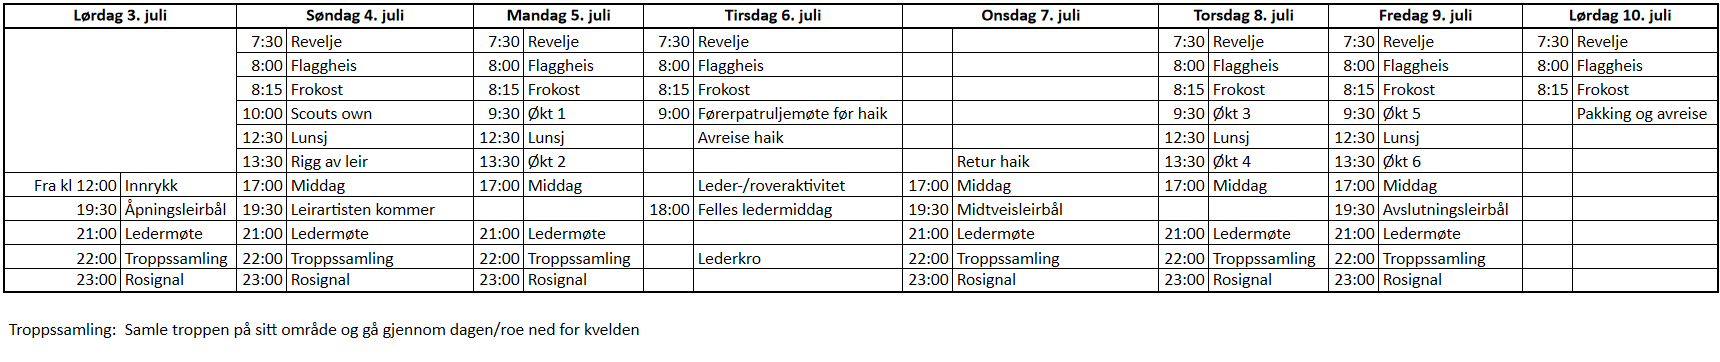 Lørdag 3. juli Søndag 4. juli Mandag 5. juli Tirsdag 6. juli Onsdag 7. juli Torsdag 8. juli Fredag 9. juli Lørdag 10. juli
7:30 Revelje 7:30 Revelje 7:30 Revelje 7:30 Revelje 7:30 Revelje 7:30 Revelje
8:00 Flaggheis 8:00 Flaggheis 8:00 Flaggheis 8:00 Flaggheis 8:00 Flaggheis 8:00 Flaggheis
8:15 Frokost 8:15 Frokost 8:15 Frokost 8:15 Frokost 8:15 Frokost 8:15 Frokost
10:00 Scouts own 9:30 Økt 1 9:00 Førerpatruljemøte før haik 9:30 Økt 3 9:30 Økt 5 Pakking og avreise
12:30 Lunsj 12:30 Lunsj Avreise haik 12:30 Lunsj 12:30 Lunsj
13:30 Rigg av leir 13:30 Økt 2 Retur haik 13:30 Økt 4 13:30 Økt 6
Fra kl 12:00 Innrykk 17:00 Middag 17:00 Middag Leder-/roveraktivitet 17:00 Middag 17:00 Middag 17:00 Middag
19:30 Åpningsleirbål 19:30 Leirartisten kommer 18:00 Felles ledermiddag 19:30 Midtveisleirbål 19:30 Avslutningsleirbål
21:00 Ledermøte 21:00 Ledermøte 21:00 Ledermøte 21:00 Ledermøte 21:00 Ledermøte 21:00 Ledermøte
22:00 Troppssamling 22:00 Troppssamling 22:00 Troppssamling Lederkro 22:00 Troppssamling 22:00 Troppssamling 22:00 Troppssamling
23:00 Rosignal 23:00 Rosignal 23:00 Rosignal 23:00 Rosignal 23:00 Rosignal 23:00 Rosignal
Troppssamling: Samle troppen på sitt område og gå gjennom dagen/roe ned for kvelden